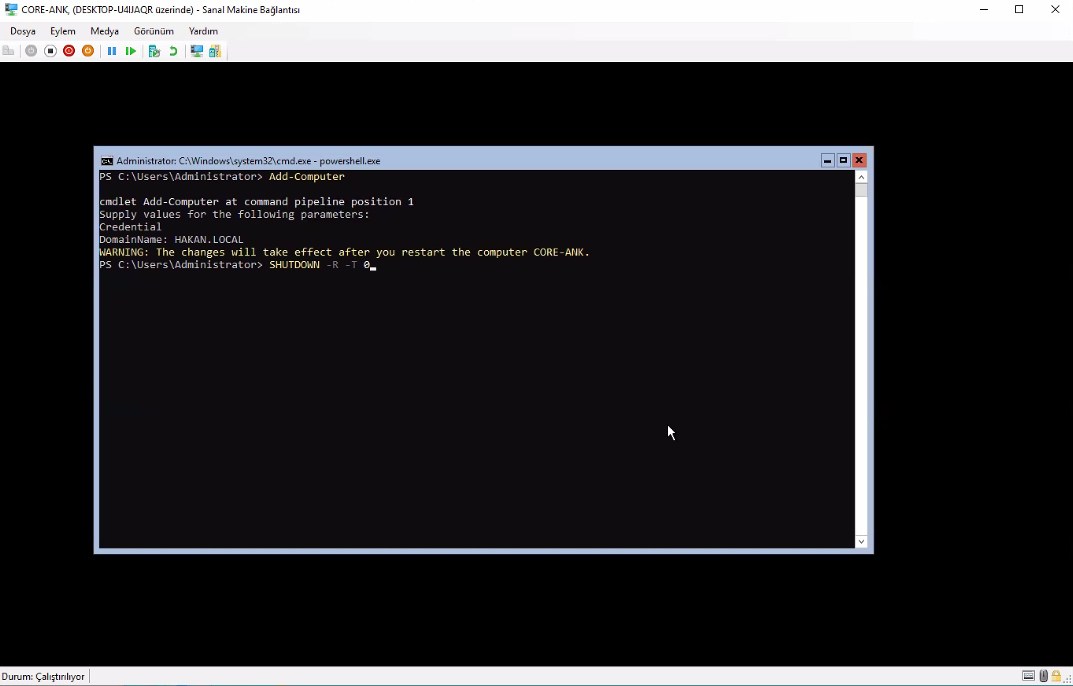 CORE-ANK, (DESKTOP-U4IJAQR üzerinde) - Sanal Makine Bağlantısı
Dosya Eylem Medya Görünüm Yardım
Administrator: C:\Windows\system32\cmd.exe - powershell.exe
PS C:\Users\Administrator> Add-Computer
cmdlet Add-Computer at command pipeline position 1
Supply values for the following parameters:
Credential
DomainName: HAKAN.LOCAL
WARNING: The changes will take effect after you restart the computer CORE-ANK.
PS C:\Users\Administrator> SHUTDOWN -R -T 0_
Durum: Çalıştırılıyor